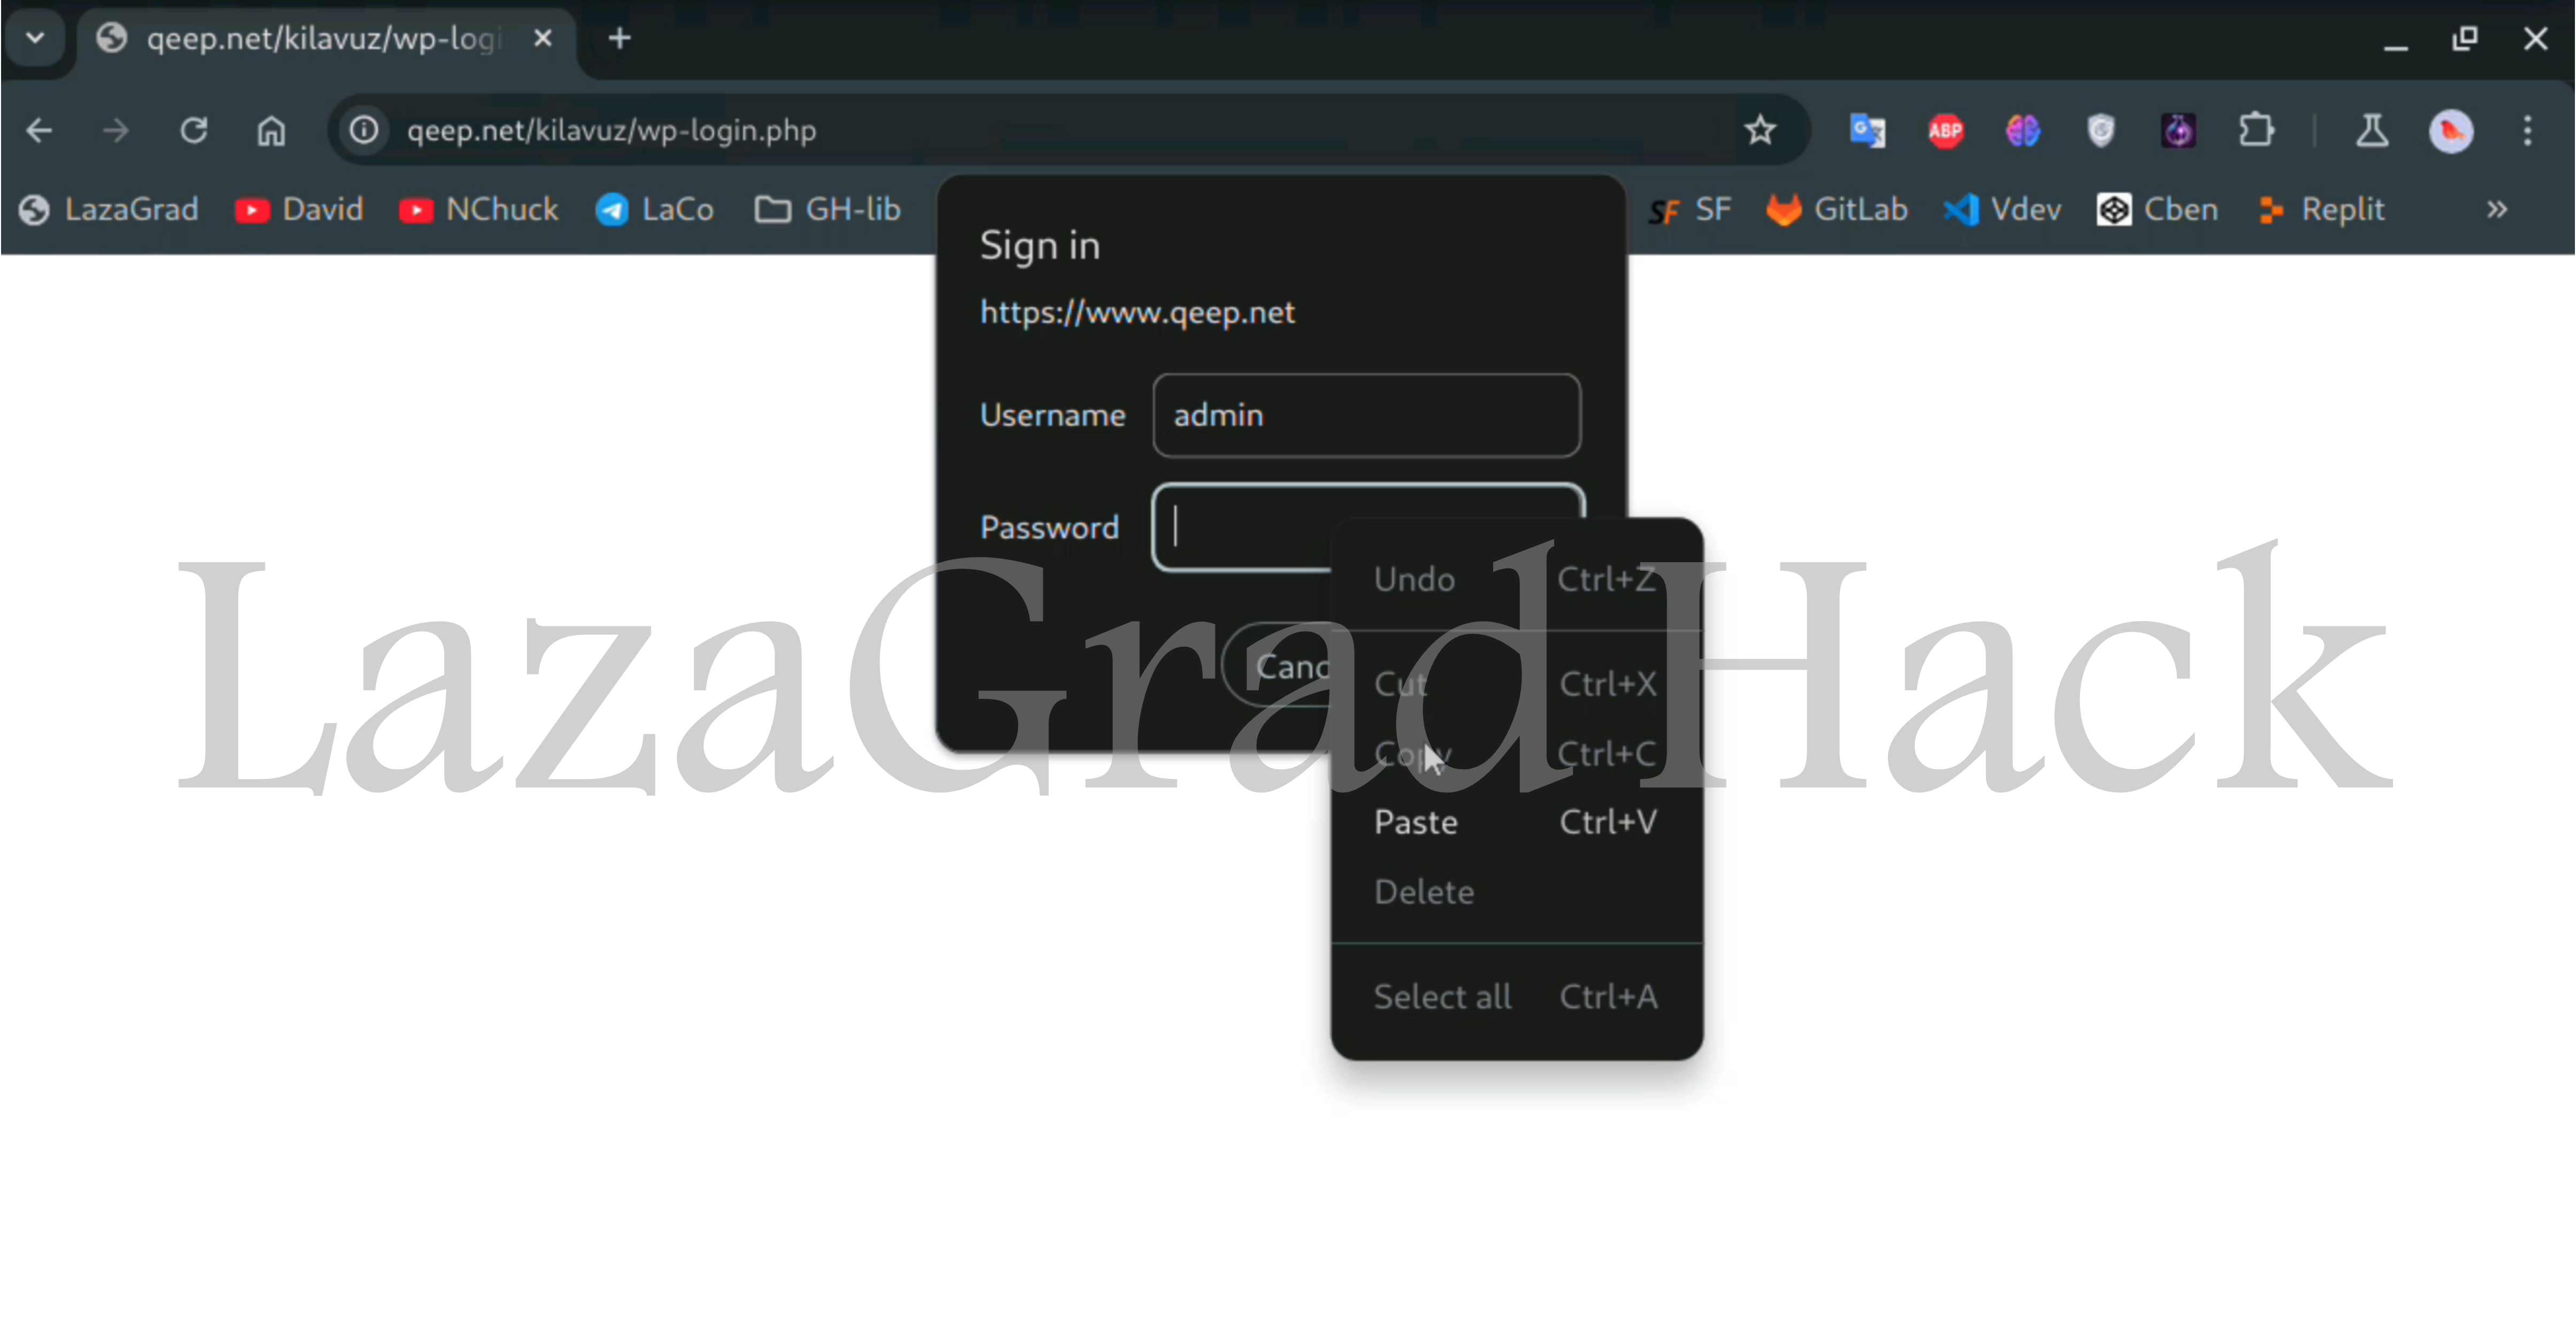 qeep.net/kilavuz/wp-logi
qeep.net/kilavuz/wp-login.php
ABP
LazaGrad David NChuck LaCo GH-lib SF SF GitLab Vdev Cben Replit
Sign in
https://www.qeep.net
Username admin
Password
Undo Ctrl+Z
Canc
Cut Ctrl+X
Copy Ctrl+C
Paste Ctrl+V
Delete
Select all Ctrl+A
LazaGradHack